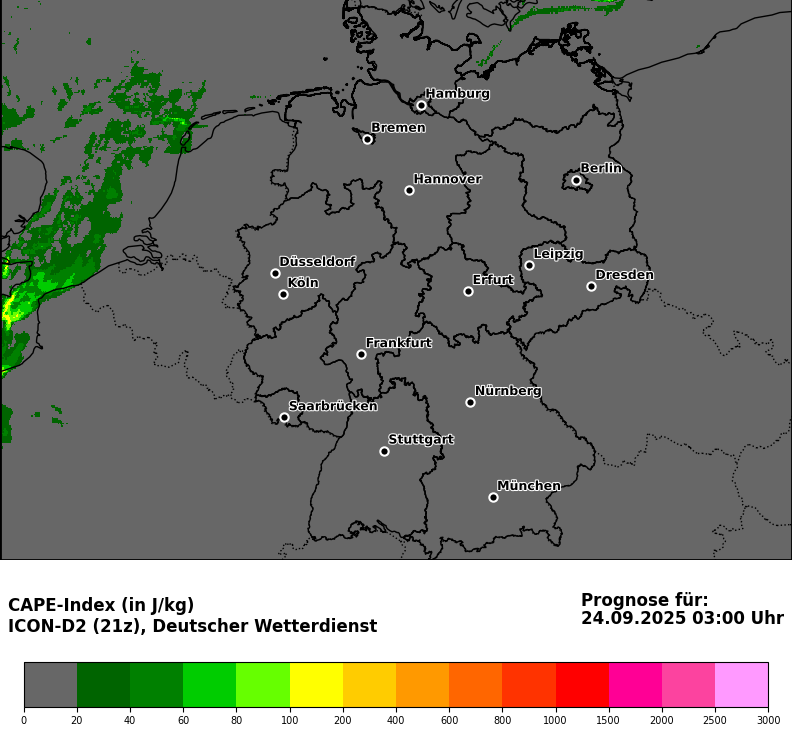 Hamburg
Bremen
Berlin
Hannover
Leipzig
Düsseldorf
Dresden
Erfurt
Köln
Frankfurt
Nürnberg
Saarbrücken
Stuttgart
München
CAPE-Index (in J/kg)
ICON-D2 (21z), Deutscher Wetterdienst
Prognose für:
24.09.2025 03:00 Uhr
0 20 40 60 80 100 200 400 600 800 1000 1500 2000 2500 3000